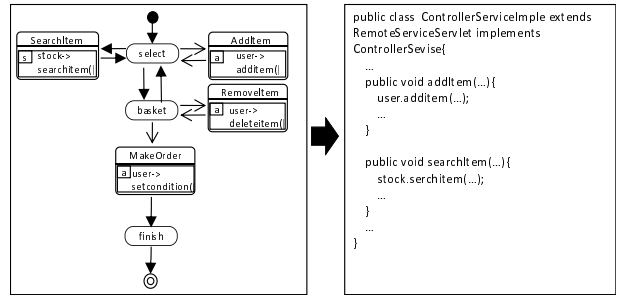 SearchItem
s stock->
searchitem(
select
AddItem
a user->
additem(
basket
RemoveItem
a user->
deleteitem(
MakeOrder
a user->
setcondition(
finish
public class ControllerServiceImple extends
RemoteServiceServlet implements
ControllerSevise{
...
public void addItem(...){
user.additem(...);
...
}
public void searchItem(...){
stock.serchitem(...);
...
}
...
}